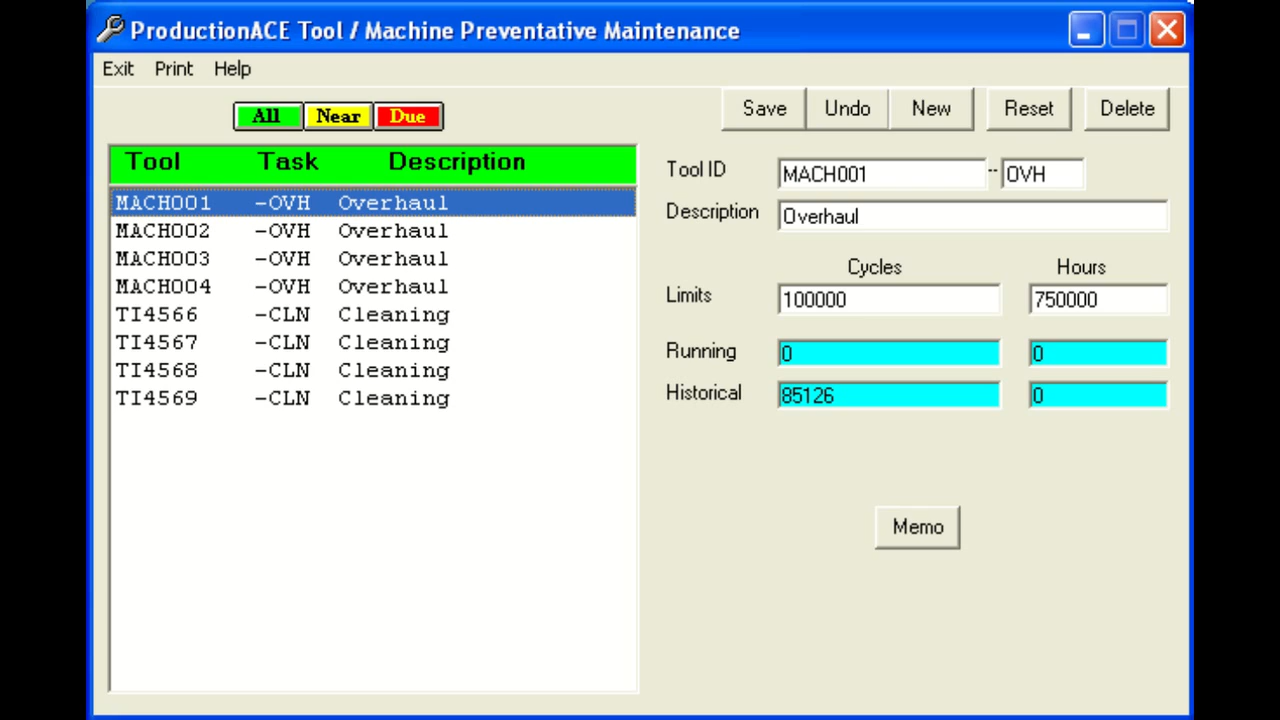 ProductionACE Tool / Machine Preventative Maintenance
Exit Print Help
All Near Due
Save Undo New Reset Delete
Tool Task Description
MACH001 -OVH Overhaul
MACH002 -OVH Overhaul
MACH003 -OVH Overhaul
MACH004 -OVH Overhaul
TI4566 -CLN Cleaning
TI4567 -CLN Cleaning
TI4568 -CLN Cleaning
TI4569 -CLN Cleaning
Tool ID MACH001 -- OVH
Description Overhaul
Cycles Hours
Limits 100000 750000
Running 0 0
Historical 85126 0
Memo